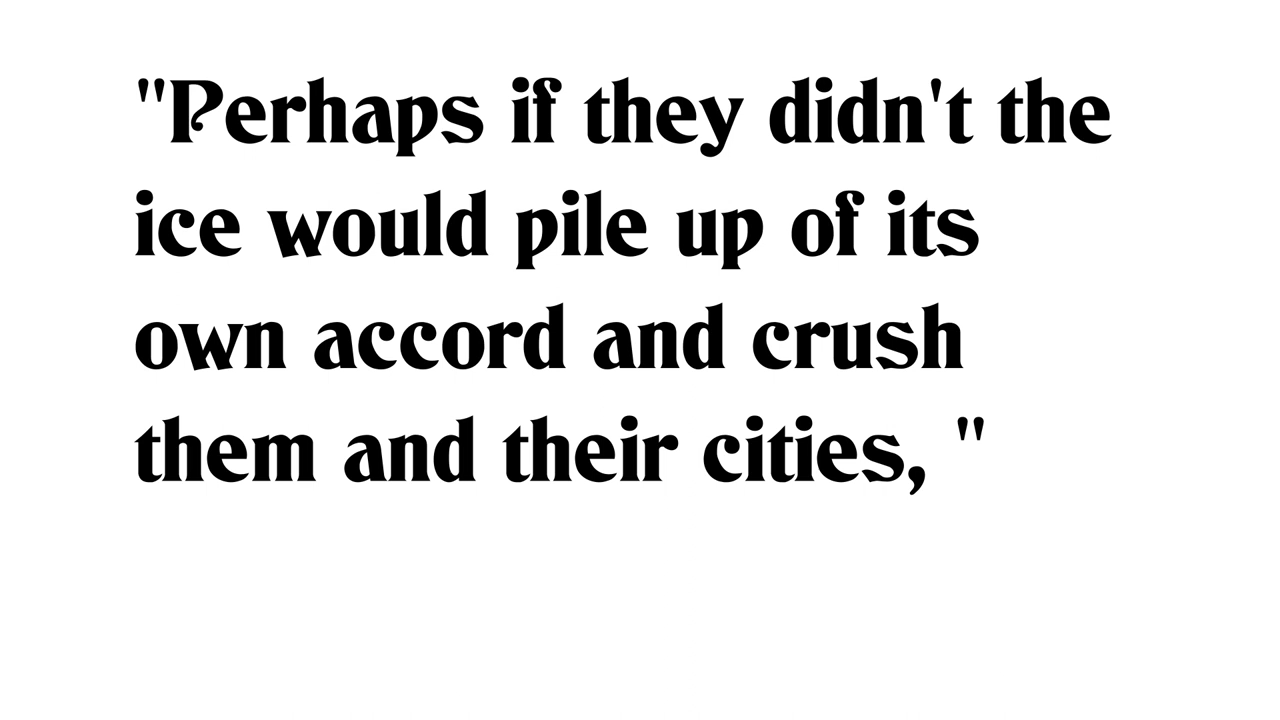 "Perhaps if they didn't the
ice would pile up of its
own accord and crush
them and their cities, "